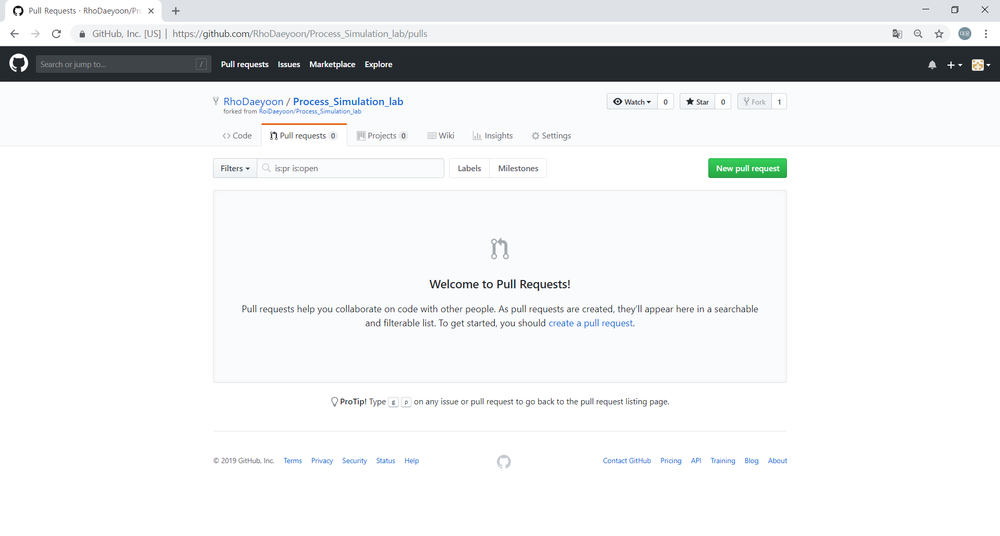 Pull Requests · RhoDaeyoon/Pro
GitHub, Inc. [US] | https://github.com/RhoDaeyoon/Process_Simulation_lab/pulls
대윤
Search or jump to... /
Pull requests Issues Marketplace Explore
RhoDaeyoon / Process_Simulation_lab
forked from RoiDaeyoon/Process_Simulation_lab
Watch 0 Star 0 Fork 1
Code Pull requests 0 Projects 0 Wiki Insights Settings
Filters is:pr is:open Labels Milestones New pull request
Welcome to Pull Requests!
Pull requests help you collaborate on code with other people. As pull requests are created, they’ll appear here in a searchable
and filterable list. To get started, you should create a pull request.
ProTip! Type g p on any issue or pull request to go back to the pull request listing page.
© 2019 GitHub, Inc. Terms Privacy Security Status Help Contact GitHub Pricing API Training Blog About